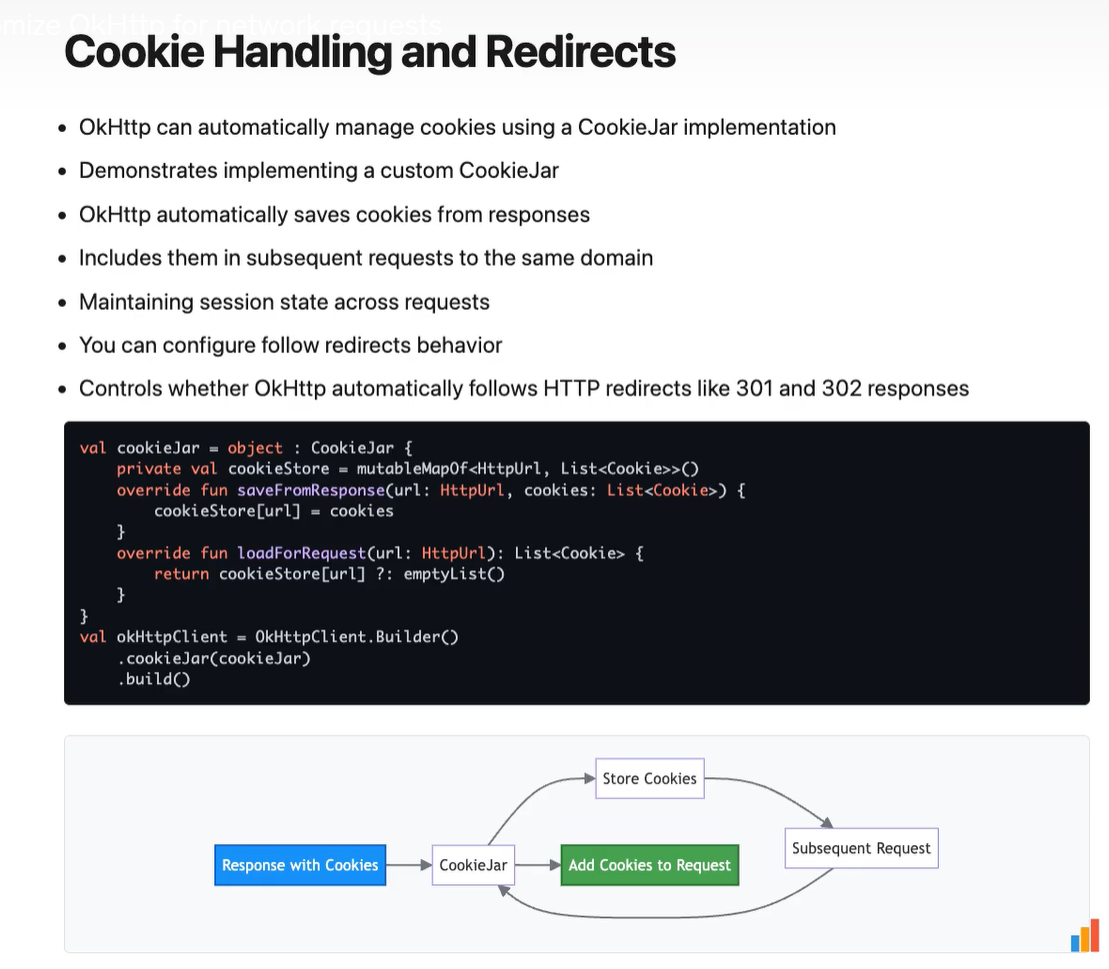 mize OkHttp for network requests
Cookie Handling and Redirects
• OkHttp can automatically manage cookies using a CookieJar implementation
• Demonstrates implementing a custom CookieJar
• OkHttp automatically saves cookies from responses
• Includes them in subsequent requests to the same domain
• Maintaining session state across requests
• You can configure follow redirects behavior
• Controls whether OkHttp automatically follows HTTP redirects like 301 and 302 responses
val cookieJar = object : CookieJar {
    private val cookieStore = mutableMapOf<HttpUrl, List<Cookie>>()
    override fun saveFromResponse(url: HttpUrl, cookies: List<Cookie>) {
        cookieStore[url] = cookies
    }
    override fun loadForRequest(url: HttpUrl): List<Cookie> {
        return cookieStore[url] ?: emptyList()
    }
}
val okHttpClient = OkHttpClient.Builder()
    .cookieJar(cookieJar)
    .build()
Store Cookies
Subsequent Request
Response with Cookies
CookieJar
Add Cookies to Request